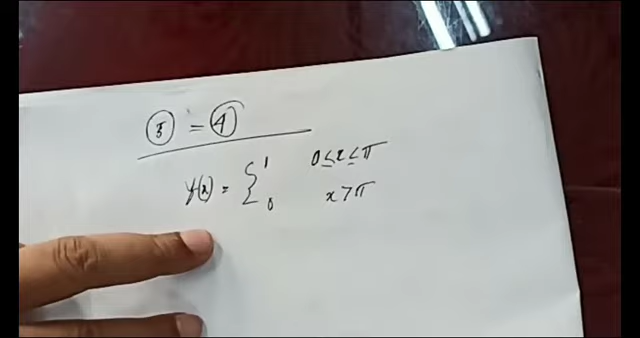 ③ = ④
y(x) = { 1 0 ≤ x ≤ π
0 x > π